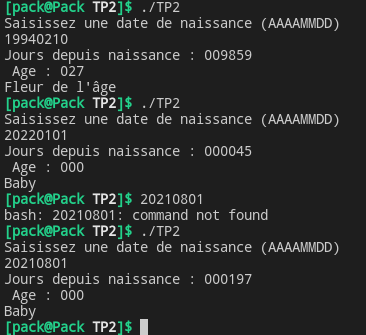 [pack@Pack TP2]$ ./TP2
Saisissez une date de naissance (AAAAMMDD)
19940210
Jours depuis naissance : 009859
 Age : 027
Fleur de l'âge
[pack@Pack TP2]$ ./TP2
Saisissez une date de naissance (AAAAMMDD)
20220101
Jours depuis naissance : 000045
 Age : 000
Baby
[pack@Pack TP2]$ 20210801
bash: 20210801: command not found
[pack@Pack TP2]$ ./TP2
Saisissez une date de naissance (AAAAMMDD)
20210801
Jours depuis naissance : 000197
 Age : 000
Baby
[pack@Pack TP2]$